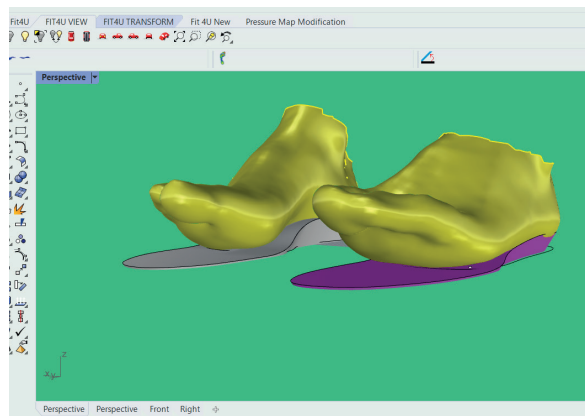 Fit4U FIT4U VIEW FIT4U TRANSFORM Fit 4U New Pressure Map Modification
Perspective
z
x y
Perspective Perspective Front Right